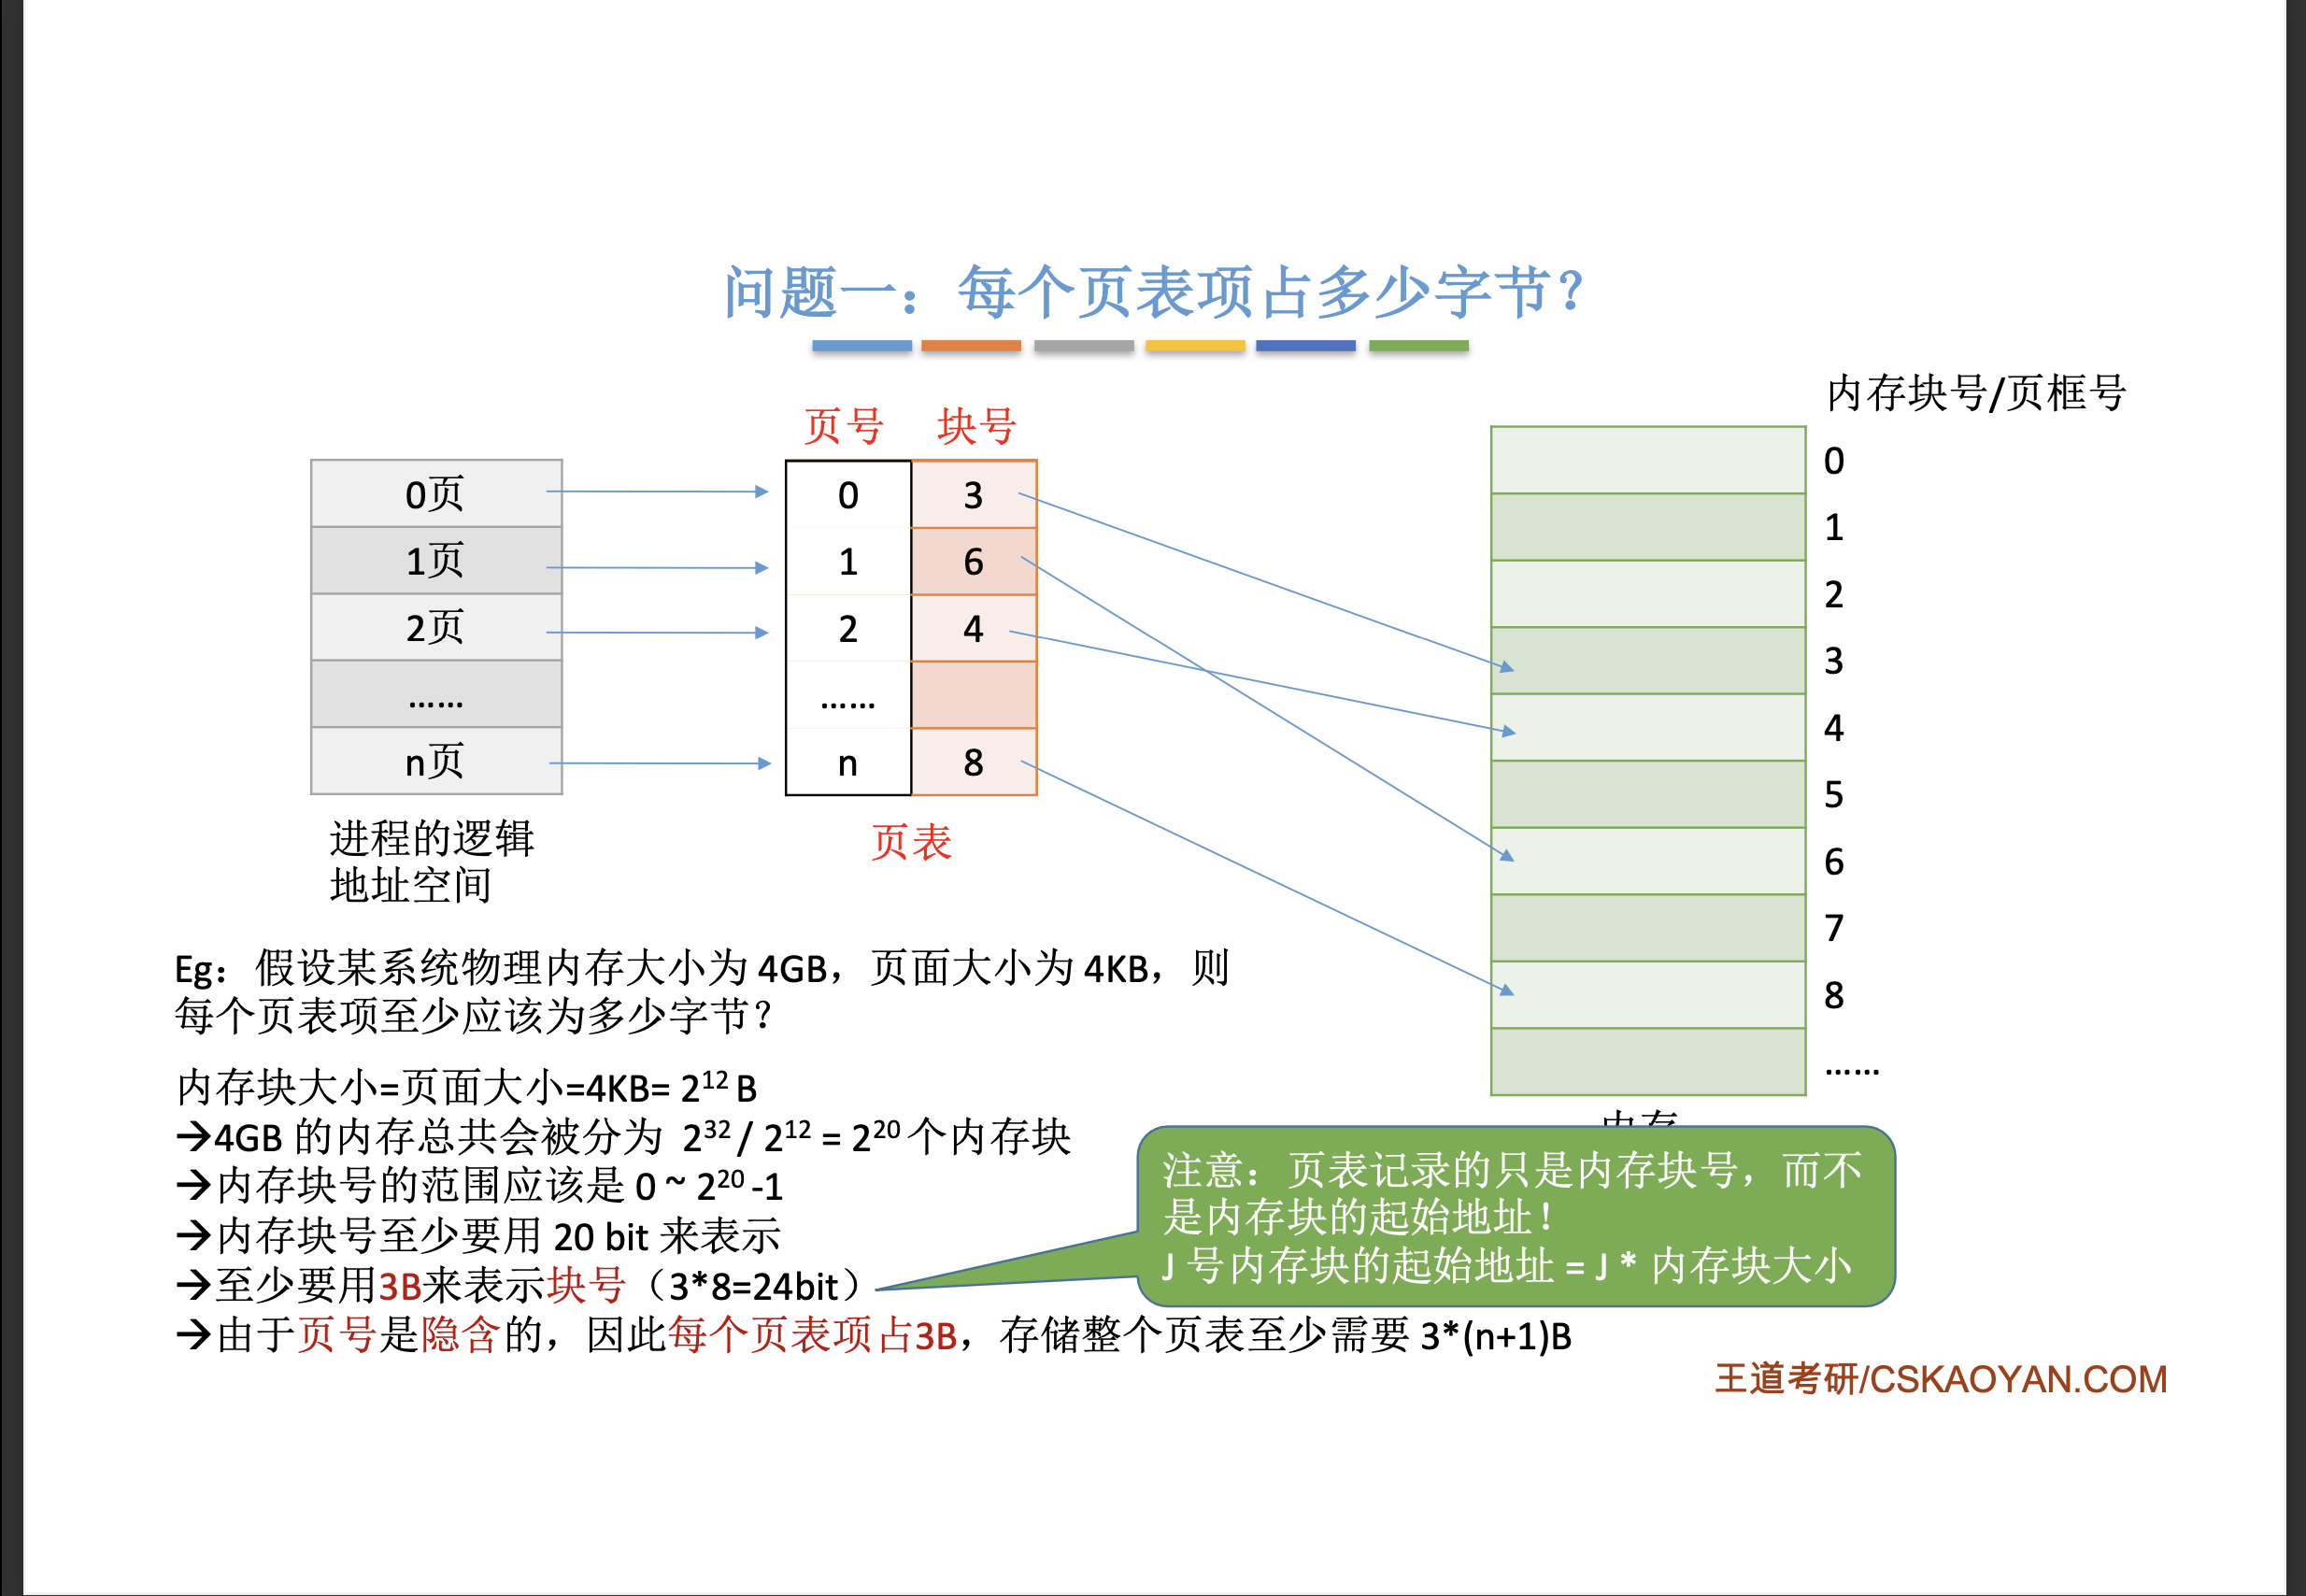 问题一：每个页表项占多少字节？
内存块号/页框号
页号 块号
0页
1页
2页
……
n页
0 3
1 6
2 4
……
n 8
0
1
2
3
4
5
6
7
8
……
进程的逻辑
地址空间
页表
内存
Eg：假设某系统物理内存大小为 4GB，页面大小为 4KB，则
每个页表项至少应该为多少字节？
内存块大小=页面大小=4KB= 2¹² B
→4GB 的内存总共会被分为 2³² / 2¹² = 2²⁰ 个内存块
→内存块号的范围应该是 0 ~ 2²⁰ -1
→内存块号至少要用 20 bit 来表示
→至少要用3B来表示块号（3*8=24bit）
→由于页号是隐含的，因此每个页表项占3B，存储整个页表至少需要 3*(n+1)B
注意：页表记录的只是内存块号，而不
是内存块的起始地址！
J 号内存块的起始地址 = J * 内存块大小
王道考研/CSKAOYAN.COM